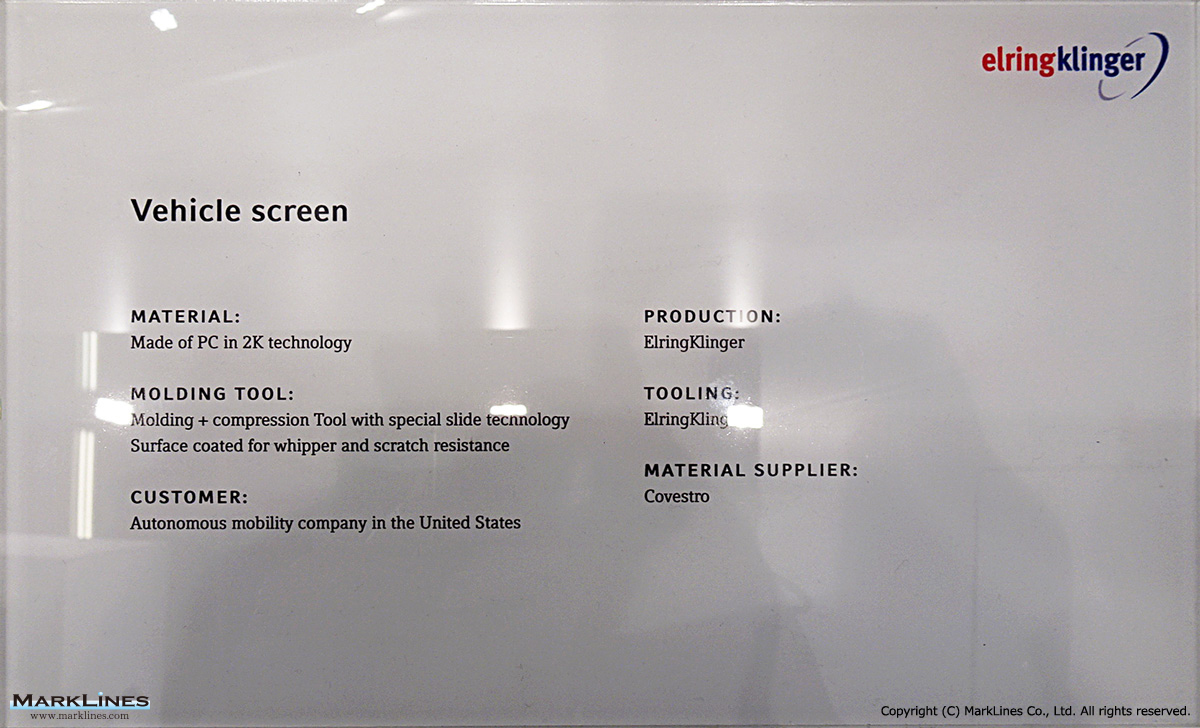 elringklinger
Vehicle screen
MATERIAL:
Made of PC in 2K technology
MOLDING TOOL:
Molding + compression Tool with special slide technology
Surface coated for whipper and scratch resistance
CUSTOMER:
Autonomous mobility company in the United States
PRODUCTION:
ElringKlinger
TOOLING:
ElringKling
MATERIAL SUPPLIER:
Covestro
MARKLINES
www.marklines.com
Copyright (C) MarkLines Co., Ltd. All rights reserved.